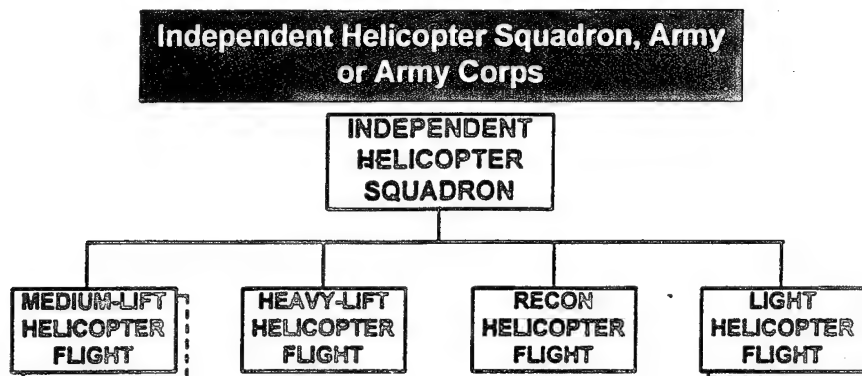 Independent Helicopter Squadron, Army
or Army Corps
INDEPENDENT
HELICOPTER
SQUADRON
MEDIUM-LIFT
HELICOPTER
FLIGHT
HEAVY-LIFT
HELICOPTER
FLIGHT
RECON
HELICOPTER
FLIGHT
LIGHT
HELICOPTER
FLIGHT